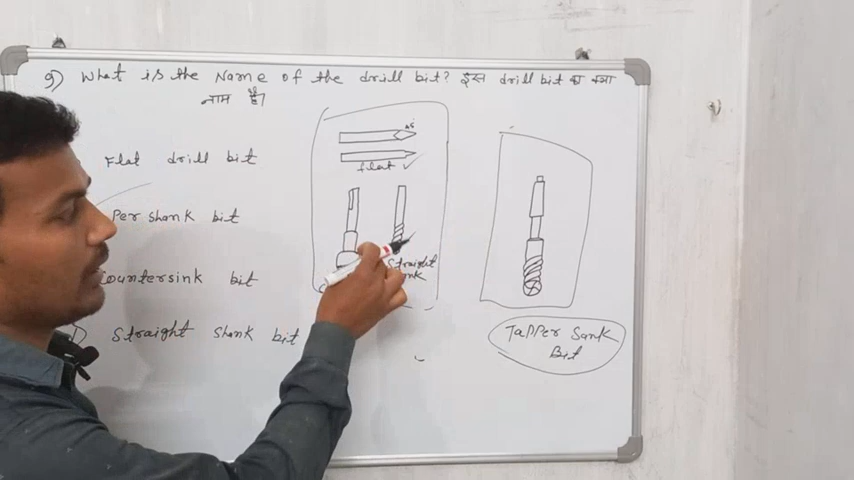 9) What is the Name of the drill bit? इस drill bit का क्या
नाम है।
Flat drill bit
Per shank bit
Countersink bit
D) Straight shank bit
flat ✓
Straight
Tapper Sank
Bit